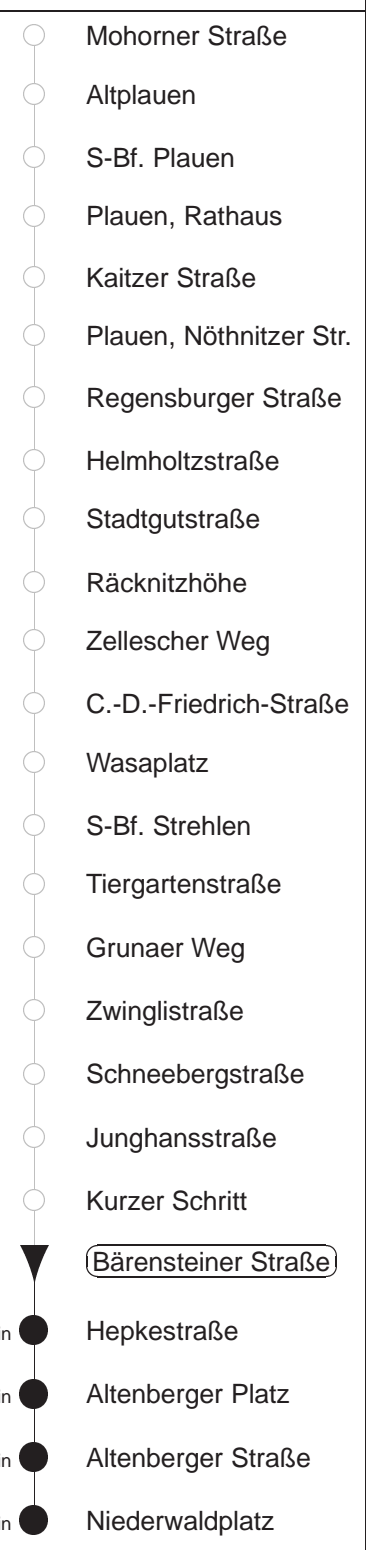 Mohorner Straße
Altplauen
S-Bf. Plauen
Plauen, Rathaus
Kaitzer Straße
Plauen, Nöthnitzer Str.
Regensburger Straße
Helmholtzstraße
Stadtgutstraße
Räcknitzhöhe
Zellescher Weg
C.-D.-Friedrich-Straße
Wasaplatz
S-Bf. Strehlen
Tiergartenstraße
Grunaer Weg
Zwinglistraße
Schneebergstraße
Junghansstraße
Kurzer Schritt
Bärensteiner Straße
Hepkestraße
Altenberger Platz
Altenberger Straße
Niederwaldplatz